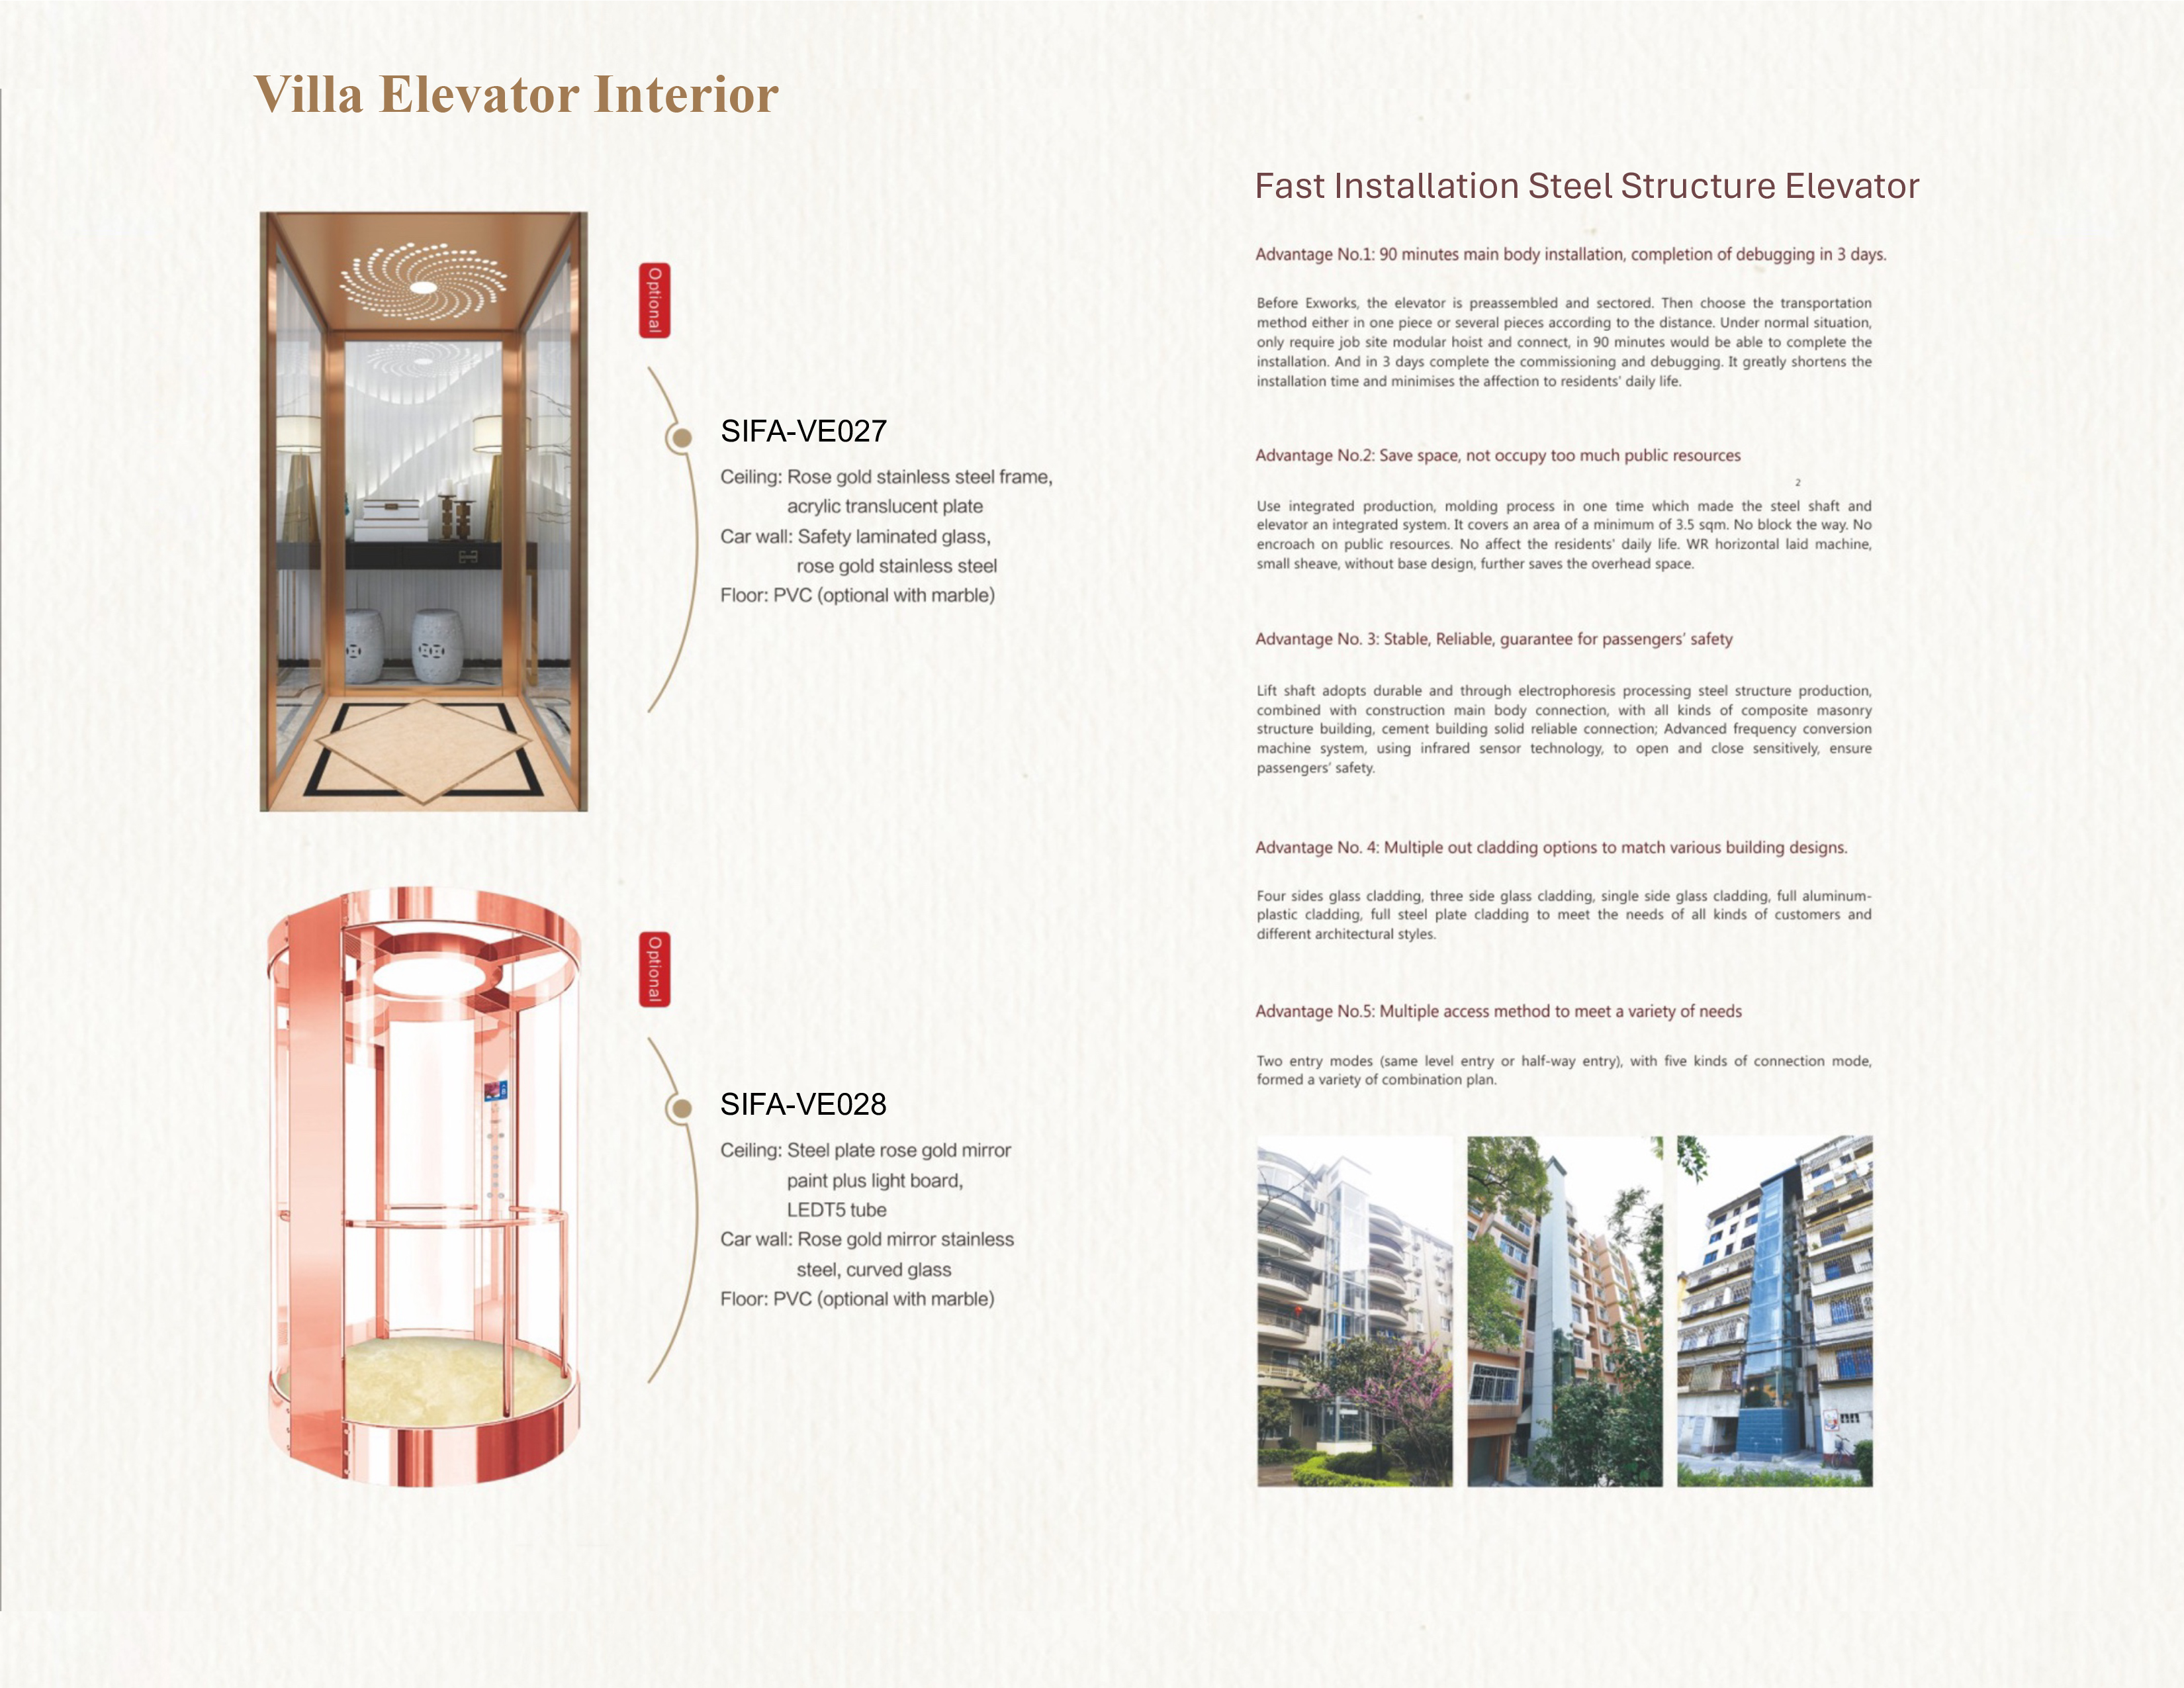 Villa Elevator Interior
Optional
SIFA-VE027
Ceiling: Rose gold stainless steel frame,
acrylic translucent plate
Car wall: Safety laminated glass,
rose gold stainless steel
Floor: PVC (optional with marble)
Optional
SIFA-VE028
Ceiling: Steel plate rose gold mirror
paint plus light board,
LEDT5 tube
Car wall: Rose gold mirror stainless
steel, curved glass
Floor: PVC (optional with marble)
Fast Installation Steel Structure Elevator
Advantage No.1: 90 minutes main body installation, completion of debugging in 3 days.
Before Exworks, the elevator is preassembled and sectored. Then choose the transportation
method either in one piece or several pieces according to the distance. Under normal situation,
only require job site modular hoist and connect, in 90 minutes would be able to complete the
installation. And in 3 days complete the commissioning and debugging. It greatly shortens the
installation time and minimises the affection to residents' daily life.
Advantage No.2: Save space, not occupy too much public resources
2
Use integrated production, molding process in one time which made the steel shaft and
elevator an integrated system. It covers an area of a minimum of 3.5 sqm. No block the way. No
encroach on public resources. No affect the residents' daily life. WR horizontal laid machine,
small sheave, without base design, further saves the overhead space.
Advantage No. 3: Stable, Reliable, guarantee for passengers' safety
Lift shaft adopts durable and through electrophoresis processing steel structure production,
combined with construction main body connection, with all kinds of composite masonry
structure building, cement building solid reliable connection; Advanced frequency conversion
machine system, using infrared sensor technology, to open and close sensitively, ensure
passengers' safety.
Advantage No. 4: Multiple out cladding options to match various building designs.
Four sides glass cladding, three side glass cladding, single side glass cladding, full aluminum-
plastic cladding, full steel plate cladding to meet the needs of all kinds of customers and
different architectural styles.
Advantage No.5: Multiple access method to meet a variety of needs
Two entry modes (same level entry or half-way entry), with five kinds of connection mode,
formed a variety of combination plan.